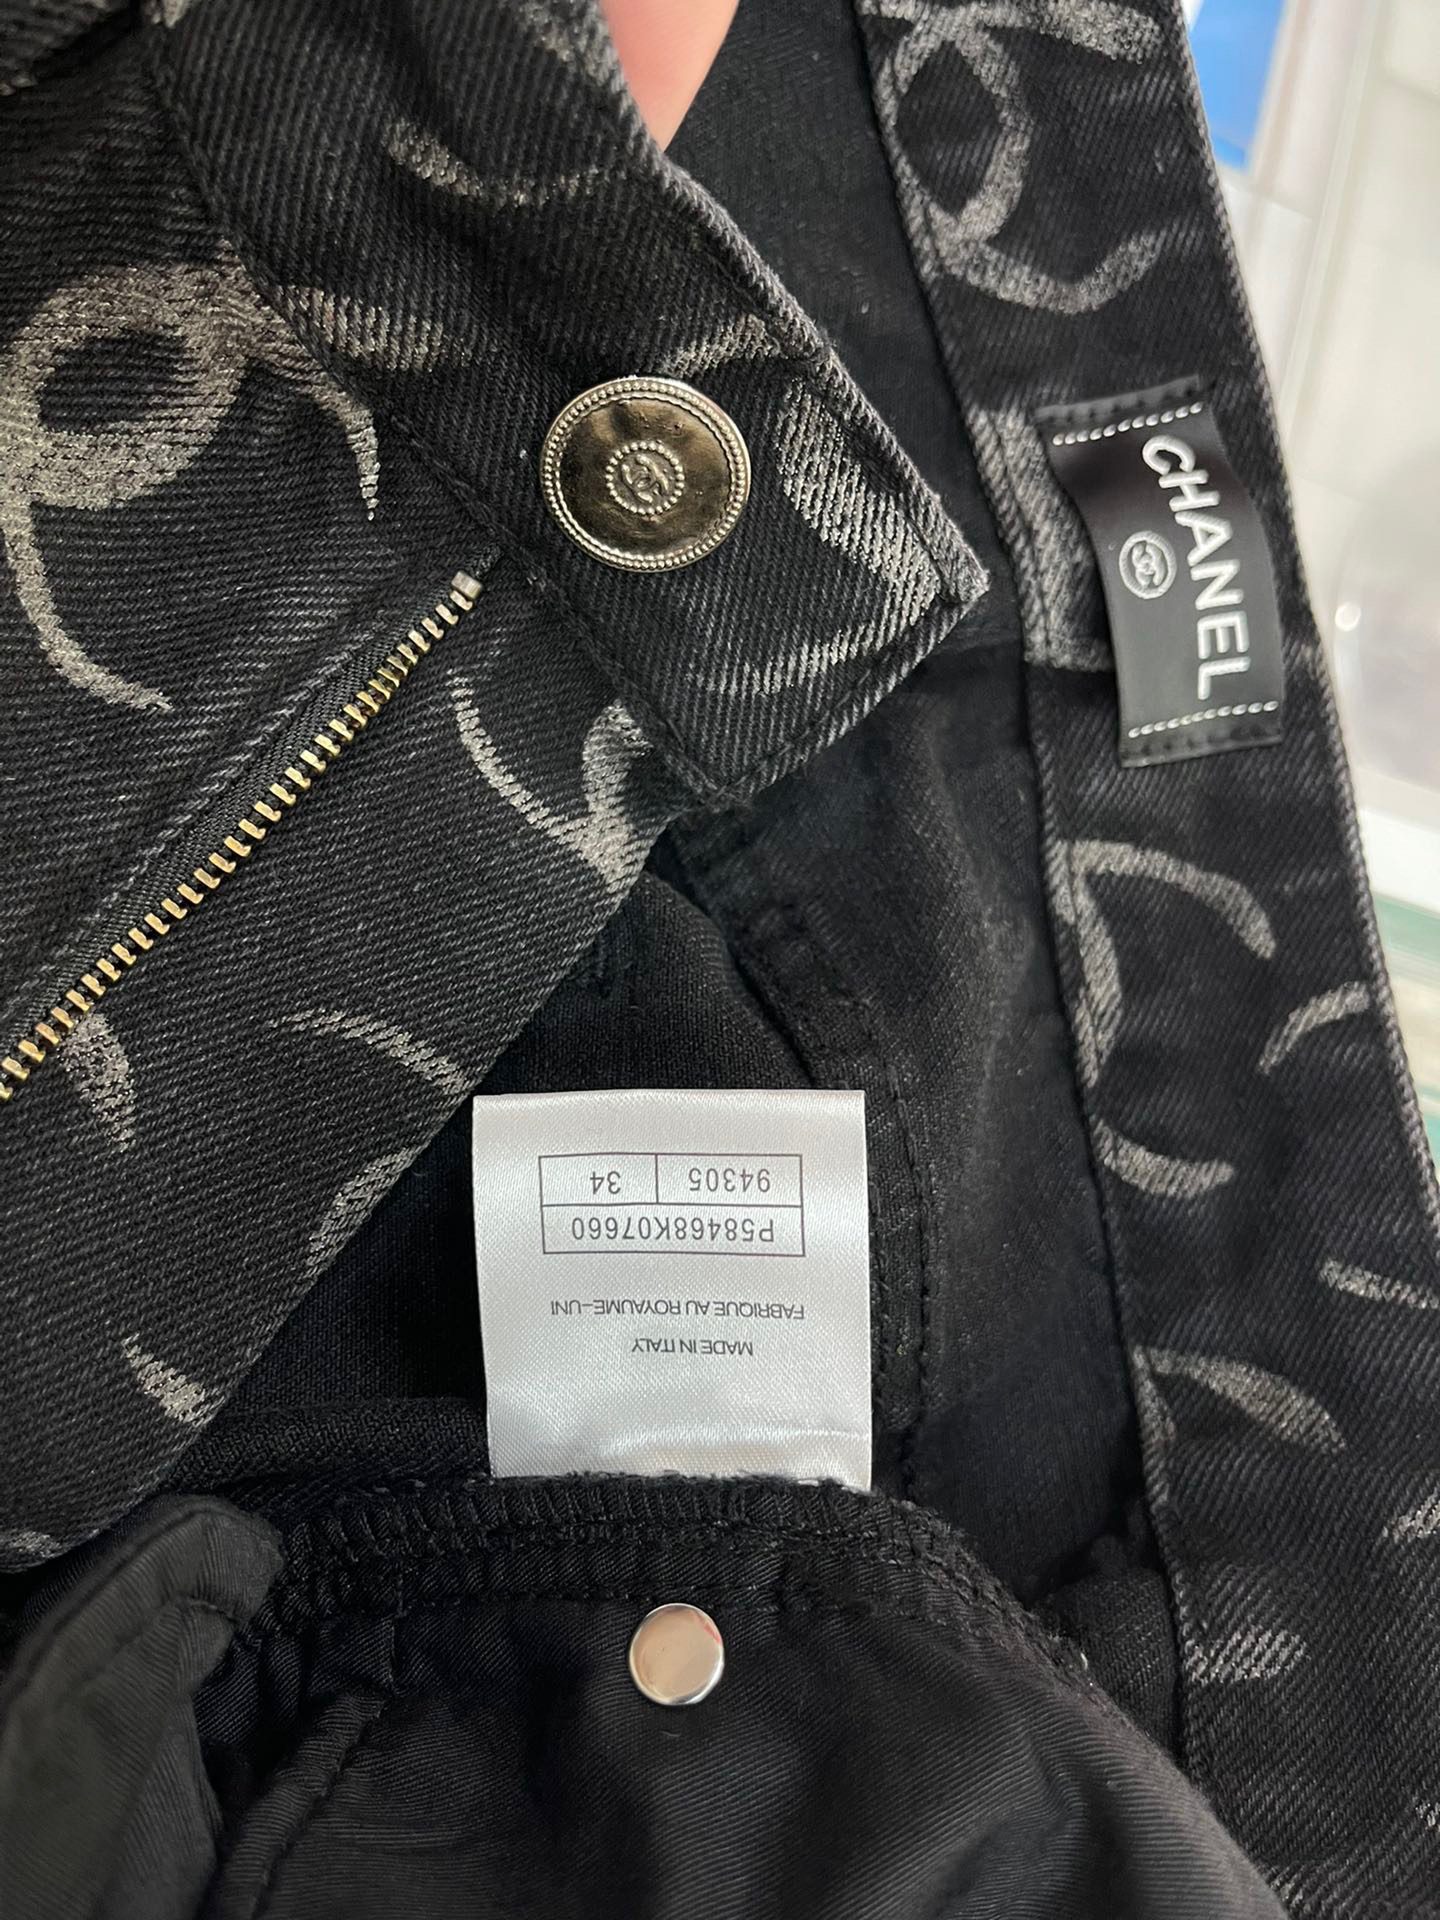 CHANEL
94305 34
P58468K07660
FABRIQUE AU ROYAUME-UNI
MADE IN ITALY